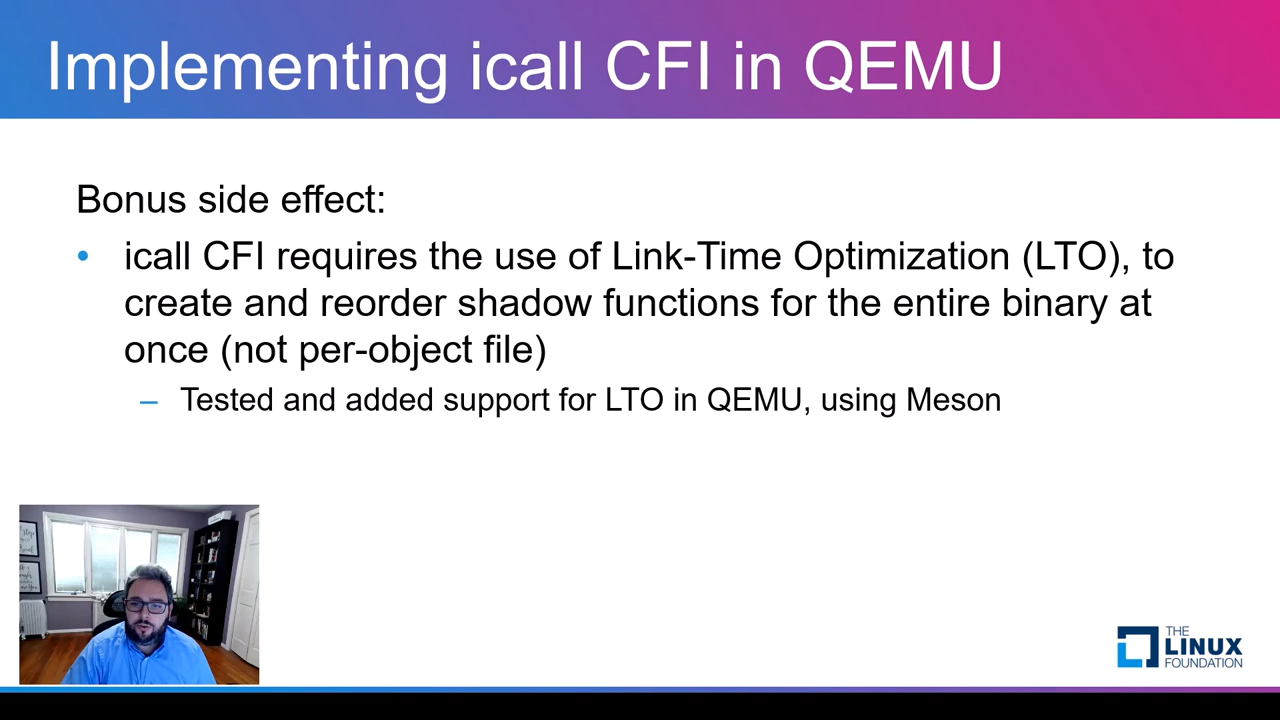 Implementing icall CFI in QEMU
Bonus side effect:
• icall CFI requires the use of Link-Time Optimization (LTO), to
create and reorder shadow functions for the entire binary at
once (not per-object file)
– Tested and added support for LTO in QEMU, using Meson
THE
LINUX
FOUNDATION